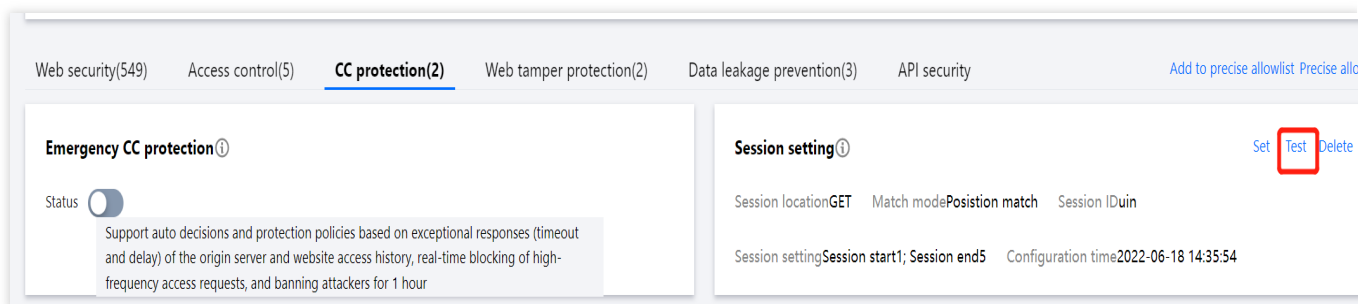 Web security(549) Access control(5) CC protection(2) Web tamper protection(2) Data leakage prevention(3) API security Add to precise allowlist Precise allo
Emergency CC protection
Status
Support auto decisions and protection policies based on exceptional responses (timeout
and delay) of the origin server and website access history, real-time blocking of high-
frequency access requests, and banning attackers for 1 hour
Session setting Set Test Delete
Session locationGET Match modePosistion match Session IDuin
Session settingSession start1; Session end5 Configuration time2022-06-18 14:35:54